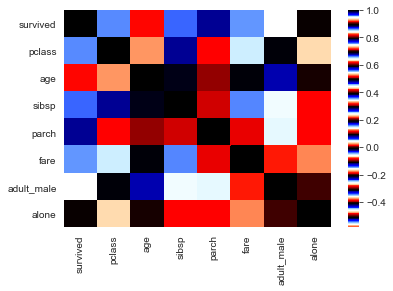 survived
pclass
age
sibsp
parch
fare
adult_male
alone
survived
pclass
age
sibsp
parch
fare
adult_male
alone
1.0
0.8
0.6
0.4
0.2
0.0
−0.2
−0.4